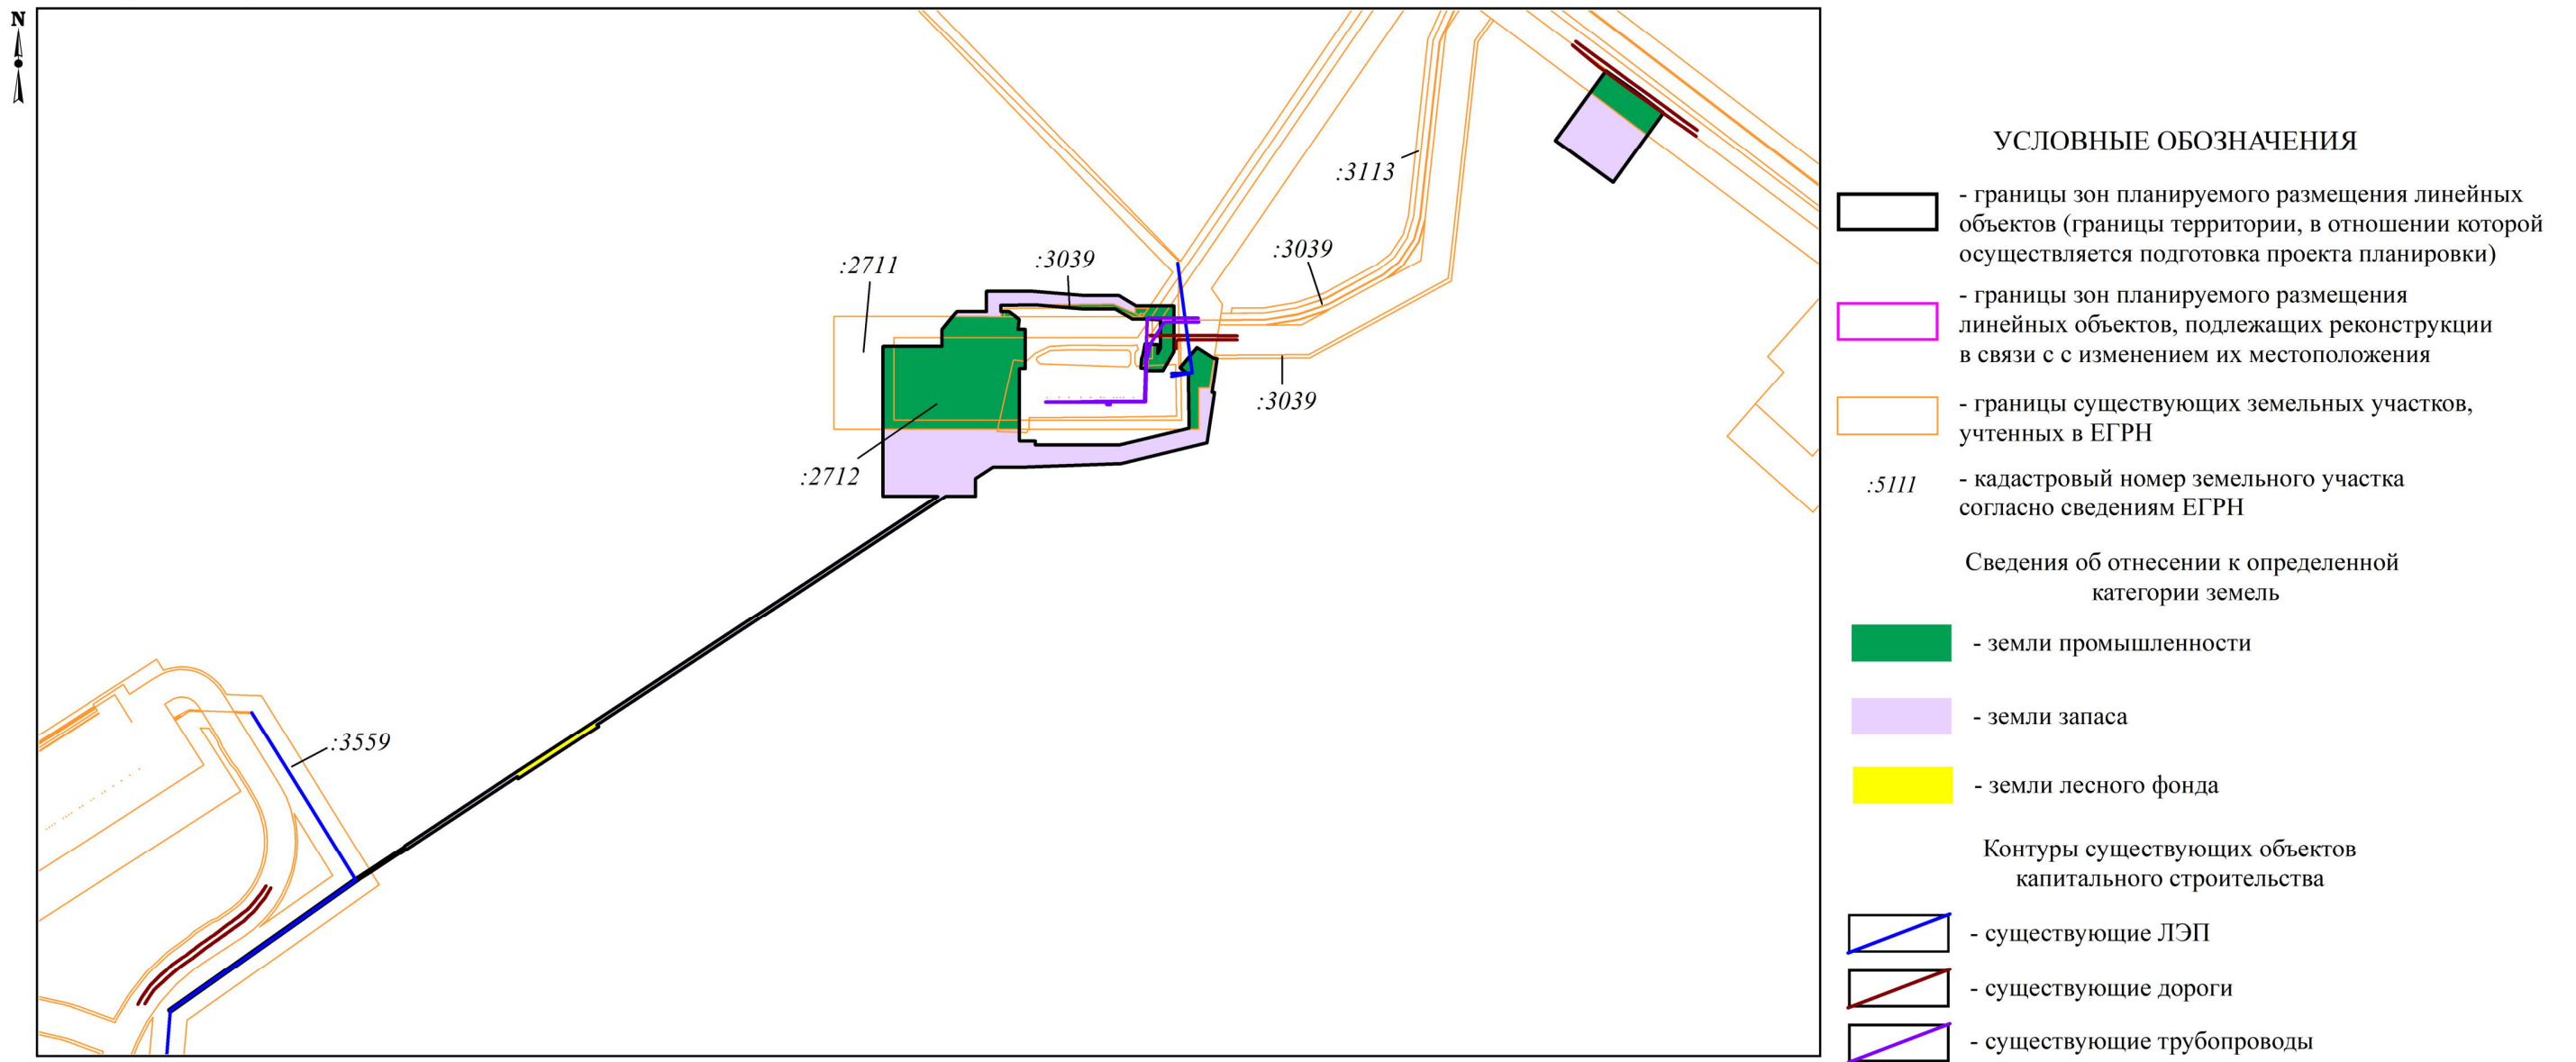 N
:3113
:2711
:3039
:3039
:3039
:2712
:3559
УСЛОВНЫЕ ОБОЗНАЧЕНИЯ
- границы зон планируемого размещения линейных
объектов (границы территории, в отношении которой
осуществляется подготовка проекта планировки)
- границы зон планируемого размещения
линейных объектов, подлежащих реконструкции
в связи с с изменением их местоположения
- границы существующих земельных участков,
учтенных в ЕГРН
:5111
- кадастровый номер земельного участка
согласно сведениям ЕГРН
Сведения об отнесении к определенной
категории земель
- земли промышленности
- земли запаса
- земли лесного фонда
Контуры существующих объектов
капитального строительства
- существующие ЛЭП
- существующие дороги
- существующие трубопроводы